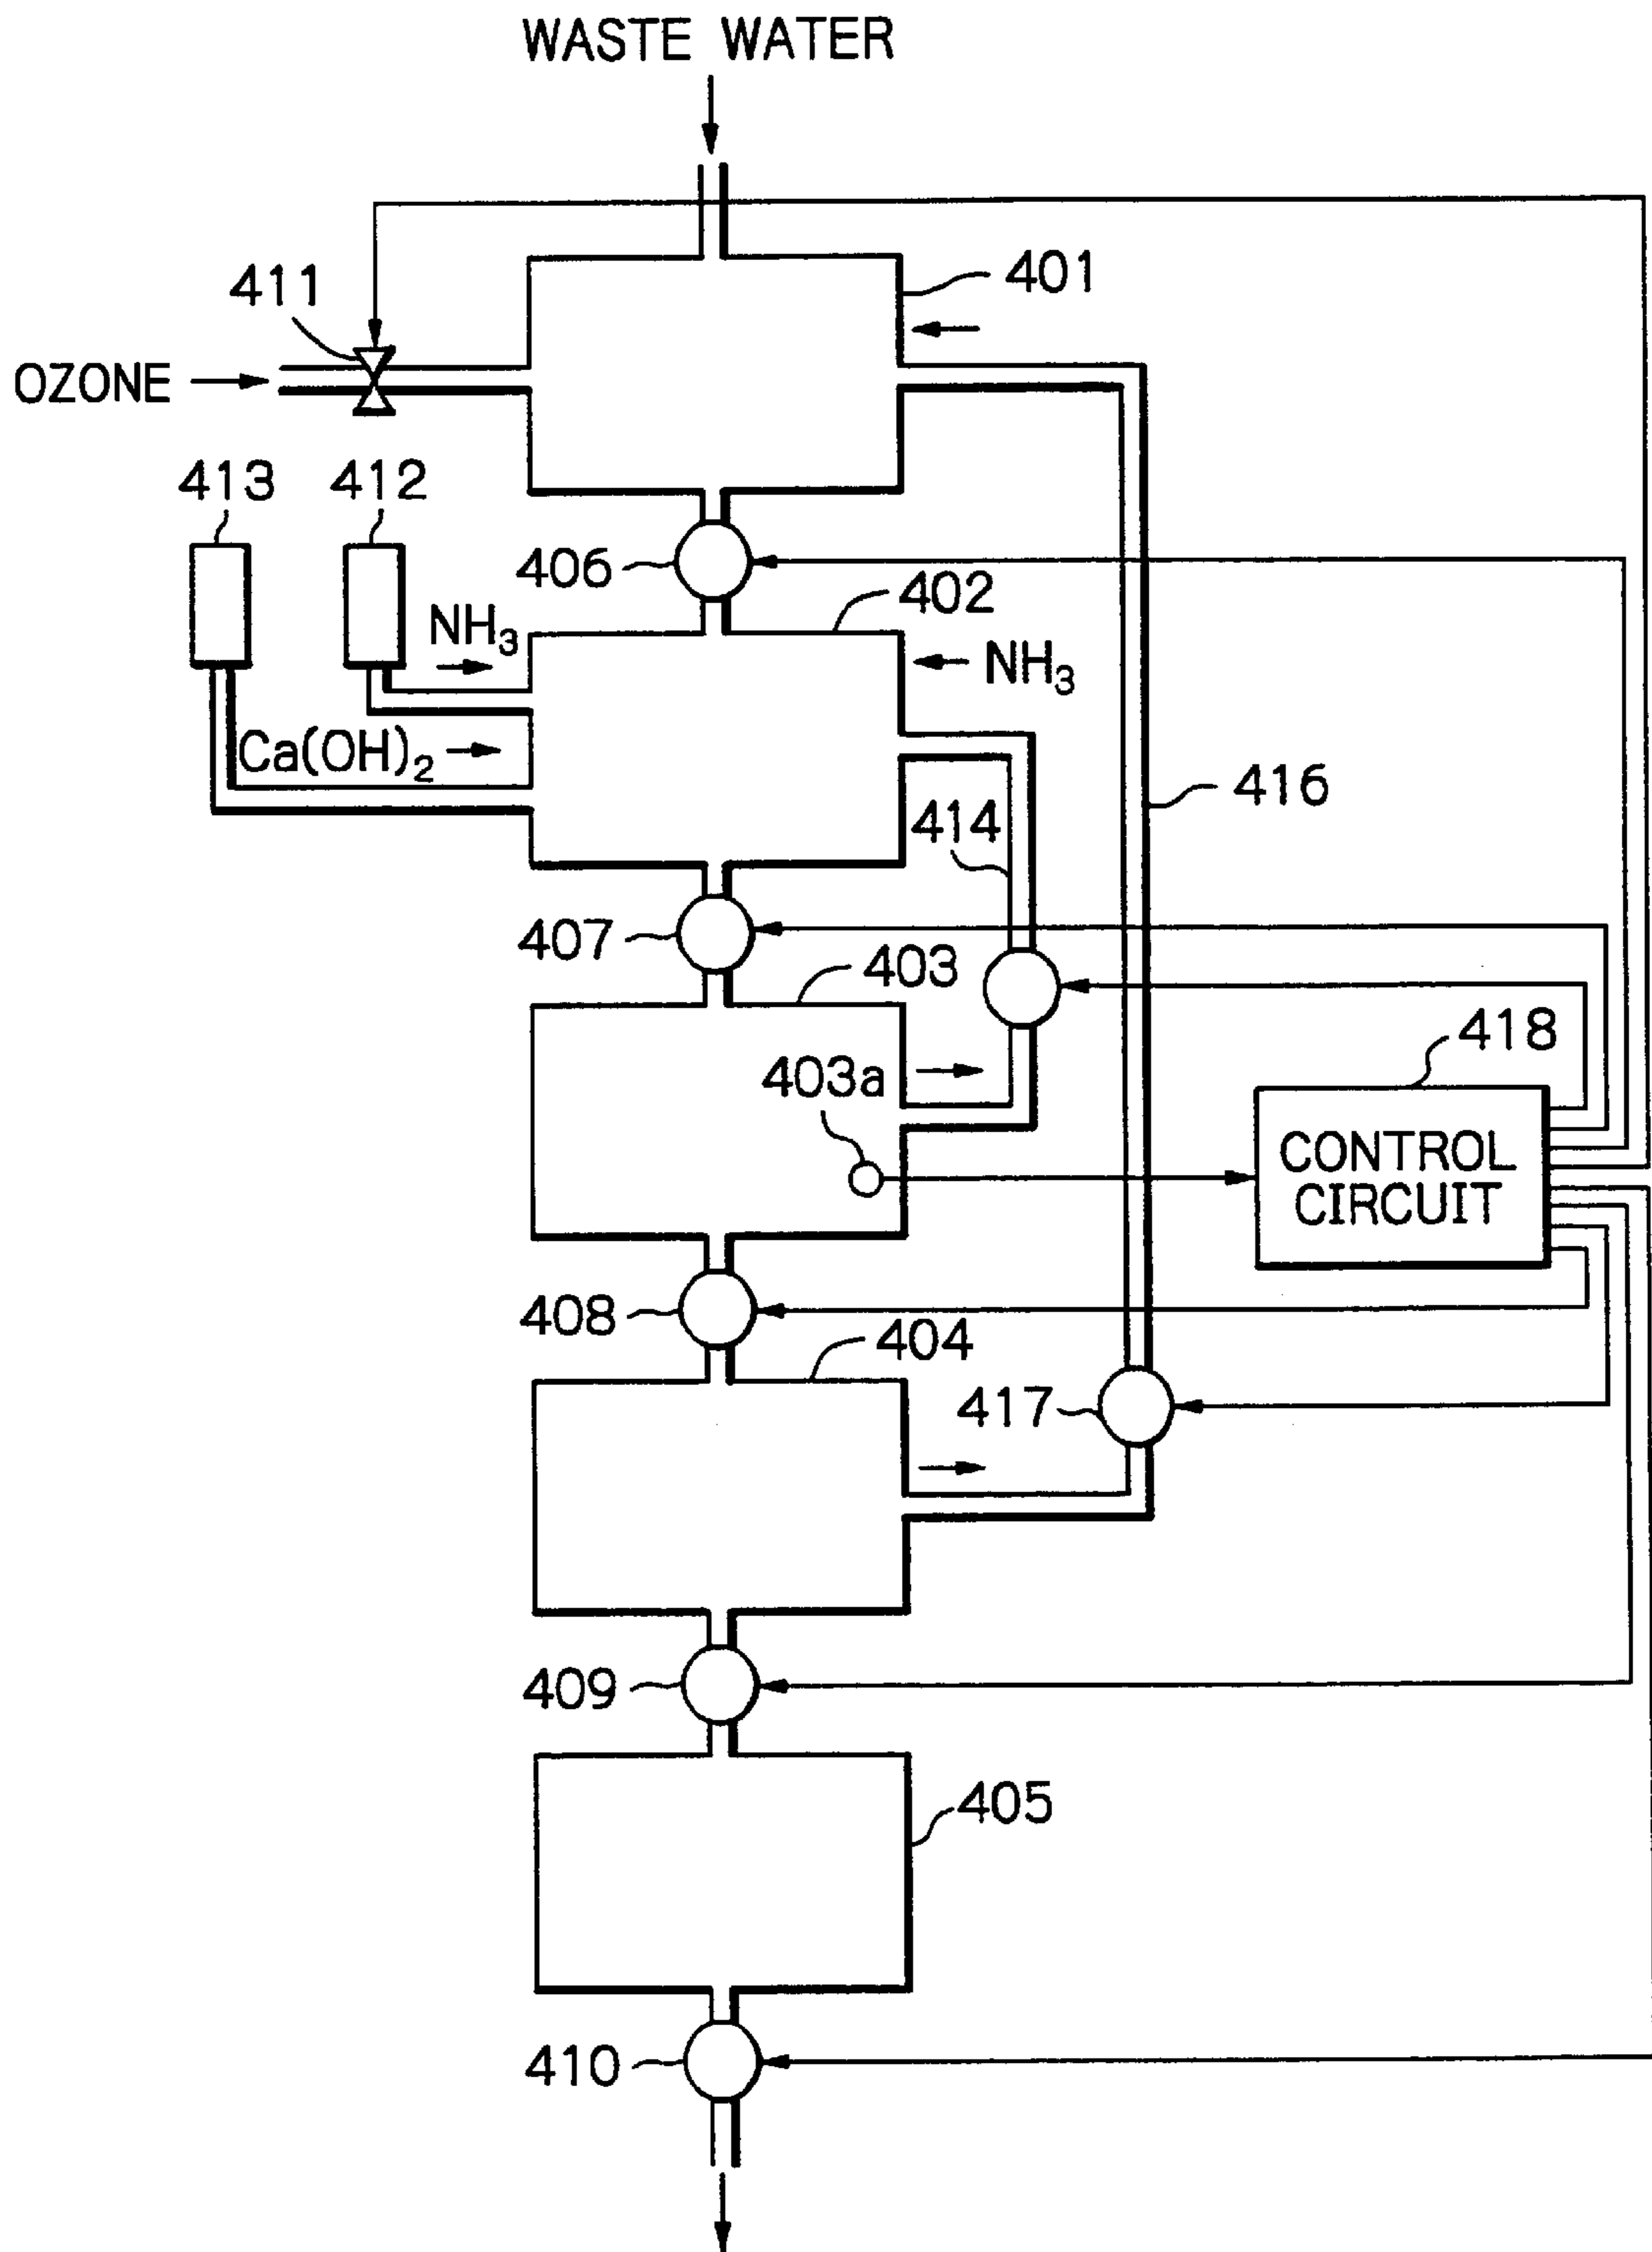 WASTE WATER
401
411
OZONE
413
412
406
402
NH₃
NH₃
Ca(OH)₂
416
414
407
403
418
403a
CONTROL
CIRCUIT
408
404
417
409
405
410